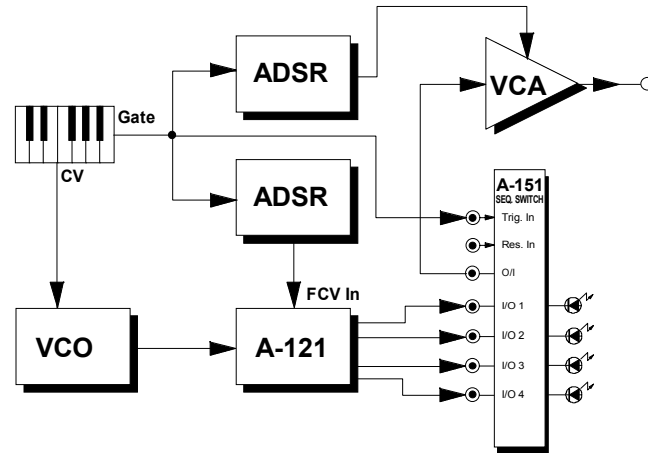 ADSR
VCA
Gate
CV
ADSR
A-151
SEQ. SWITCH
Trig. In
Res. In
O/I
FCV In
I/O 1
VCO
A-121
I/O 2
I/O 3
I/O 4